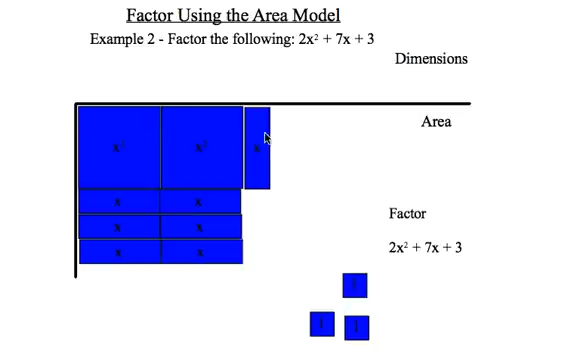 Factor Using the Area Model
Example 2 - Factor the following: 2x² + 7x + 3
Dimensions
Area
x² x² x
x x
x x
x x
Factor
2x² + 7x + 3
1
1 1